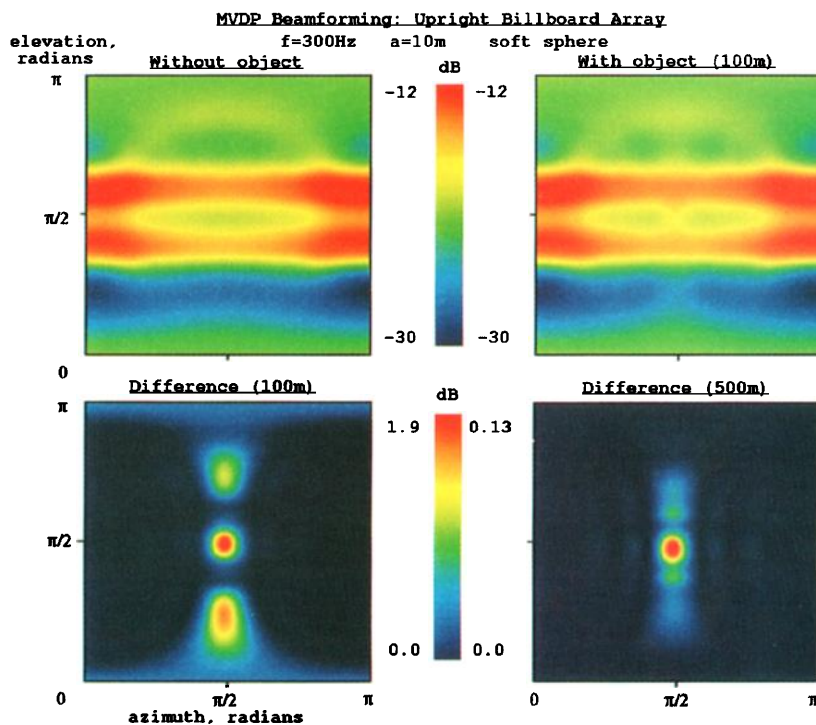 MVDP Beamforming: Upright Billboard Array
f=300Hz a=10m soft sphere
elevation,
radians
Without object
dB
With object (100m)
π
-12
-12
π/2
-30
-30
0
Difference (100m)
dB
Difference (500m)
π
1.9
0.13
π/2
0.0
0.0
0
π/2
π
0
π/2
π
azimuth, radians